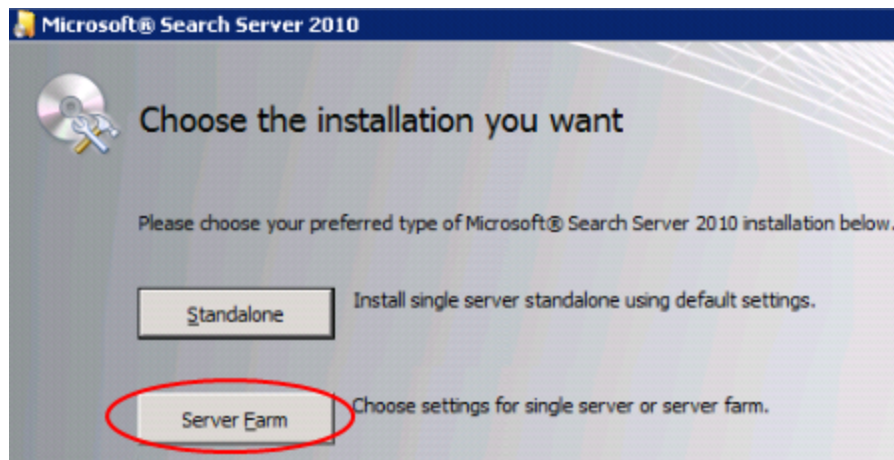 Microsoft® Search Server 2010
Choose the installation you want
Please choose your preferred type of Microsoft® Search Server 2010 installation below.
Standalone
Install single server standalone using default settings.
Server Farm
Choose settings for single server or server farm.